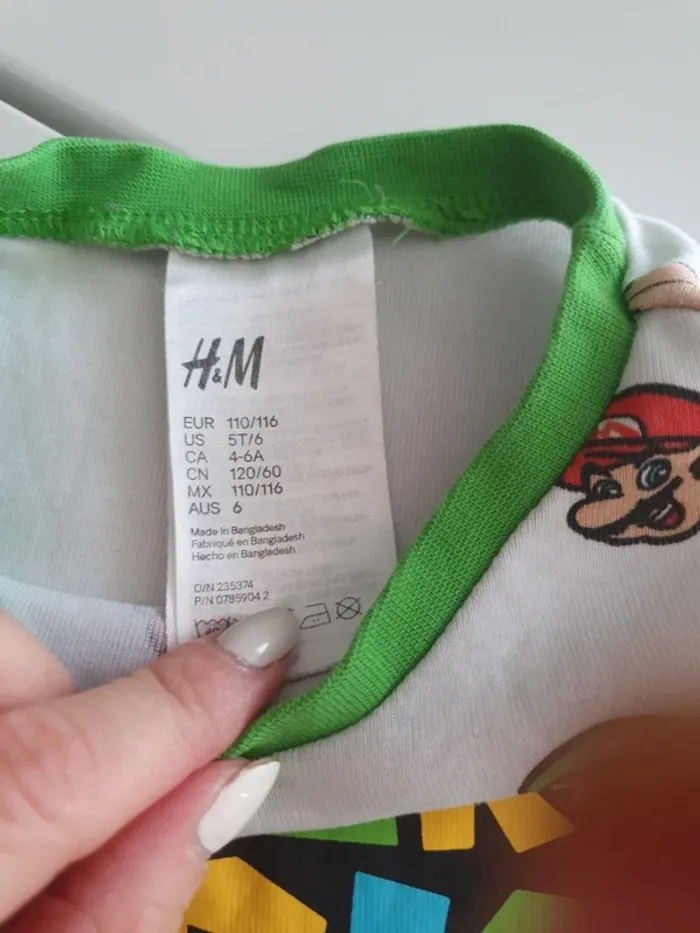 H&M
EUR 110/116
US 5T/6
CA 4-6A
CN 120/60
MX 110/116
AUS 6
Made in Bangladesh
Fabriqué en Bangladesh
Hecho en Bangladesh
O/N 235374
P/N 0785904 2
M